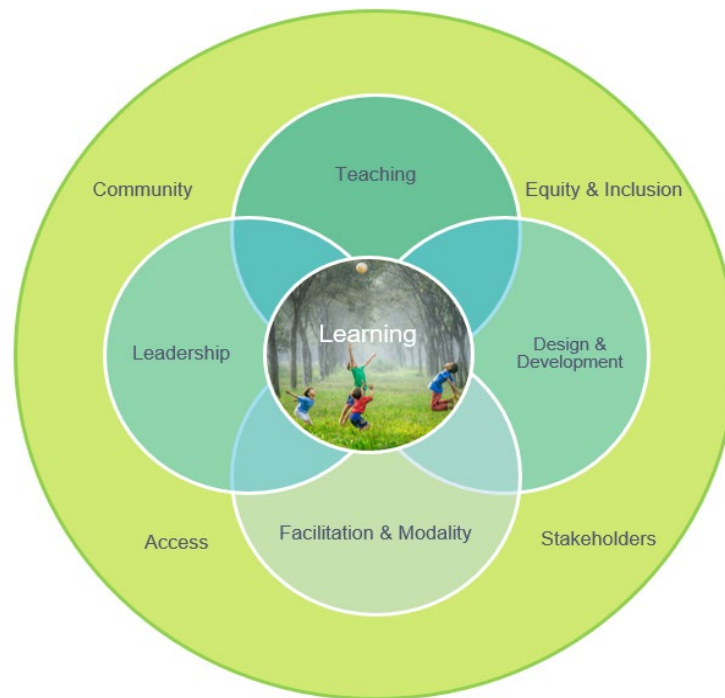 Teaching
Community
Equity & Inclusion
Learning
Leadership
Design &
Development
Facilitation & Modality
Access
Stakeholders